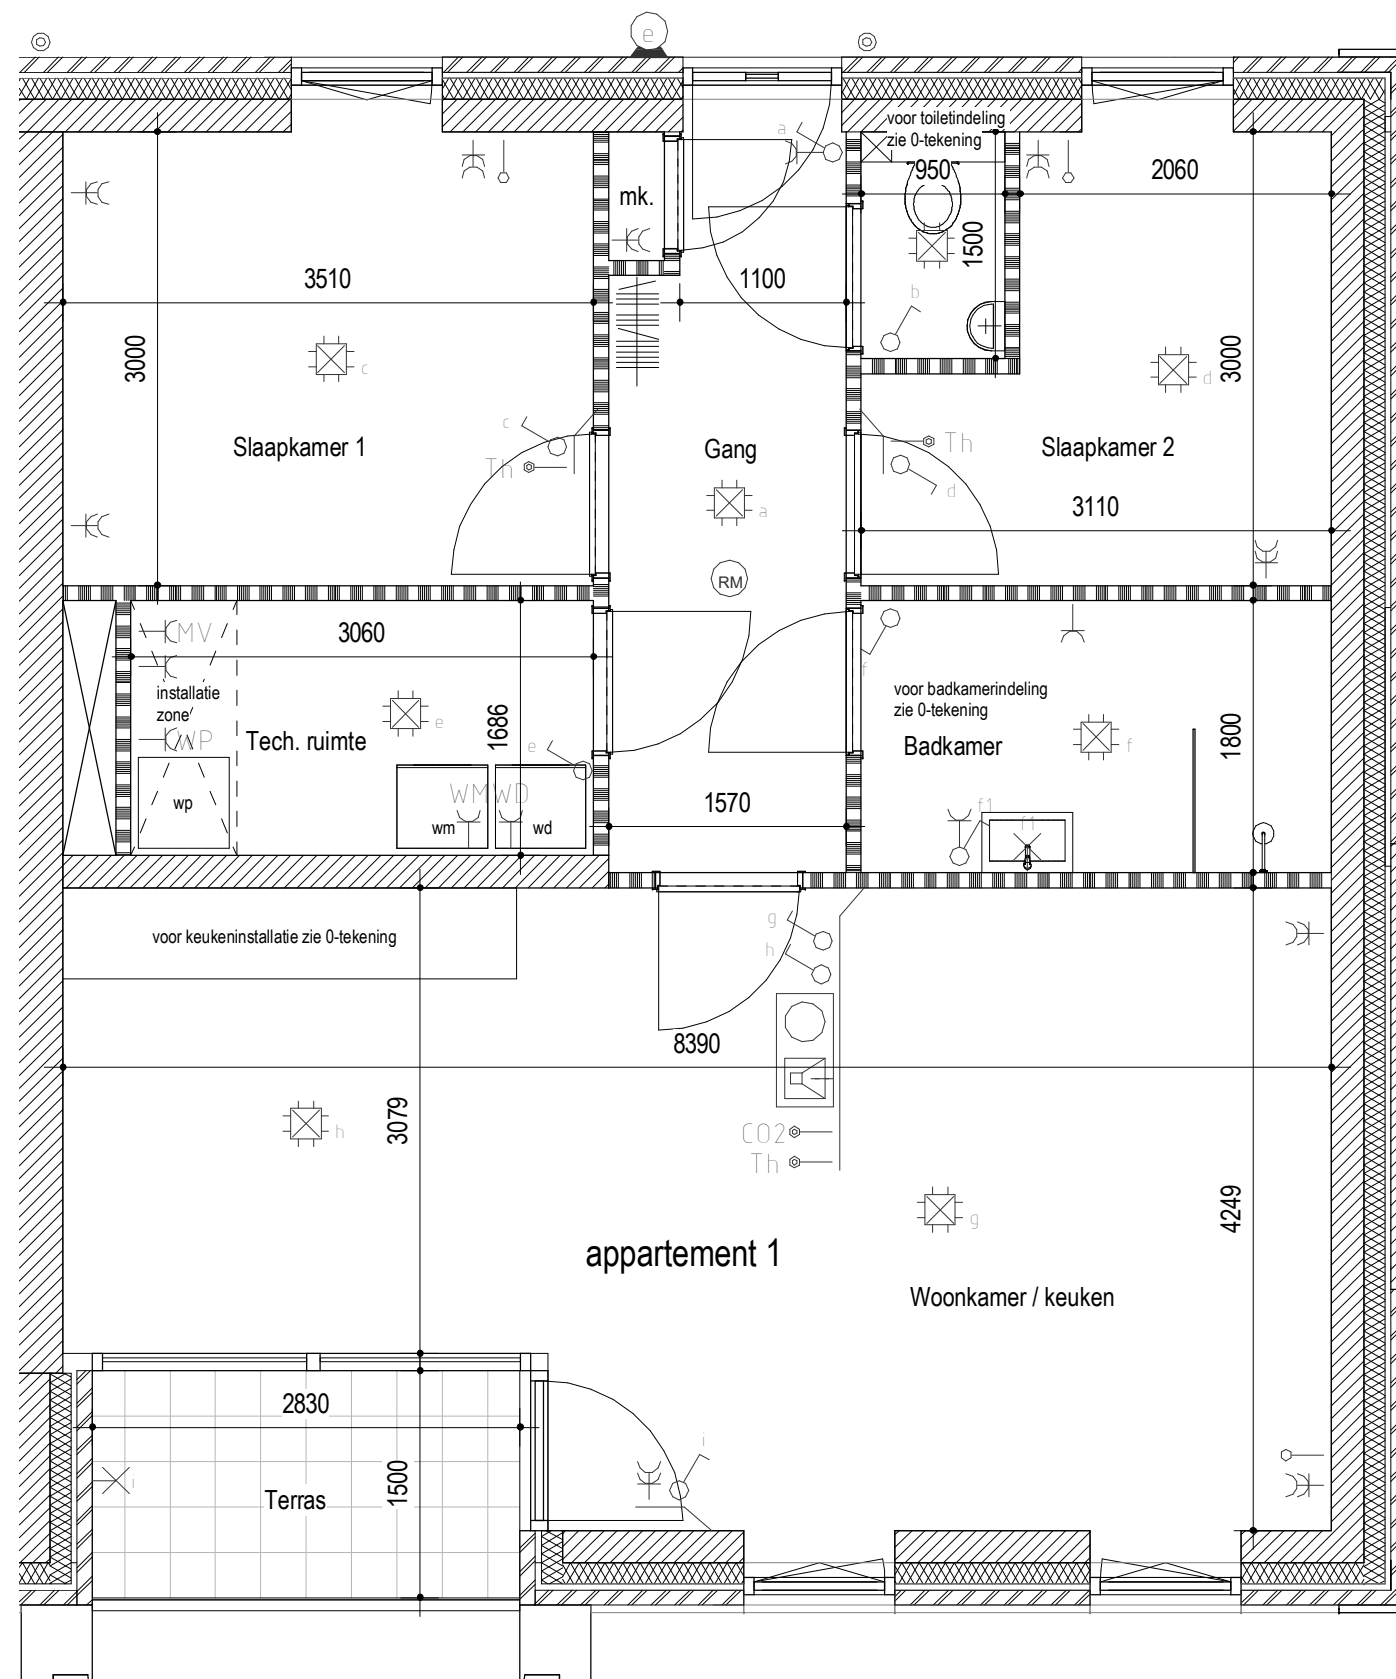 e
voor toiletindeling
zie 0-tekening
a
950
2060
mk.
1500
3510
1100
b
3000
c
3000
d
c
Slaapkamer 1
Th
Gang
Th
Slaapkamer 2
d
a
3110
RM
MV
3060
f
installatie
zone
voor badkamerindeling
zie 0-tekening
1686
e
WP
Tech. ruimte
e
Badkamer
f
1800
wp
WM
WD
wm
wd
1570
f1
f1
voor keukeninstallatie zie 0-tekening
g
h
8390
3079
h
CO2
Th
4249
g
appartement 1
Woonkamer / keuken
2830
i
i
Terras
1500